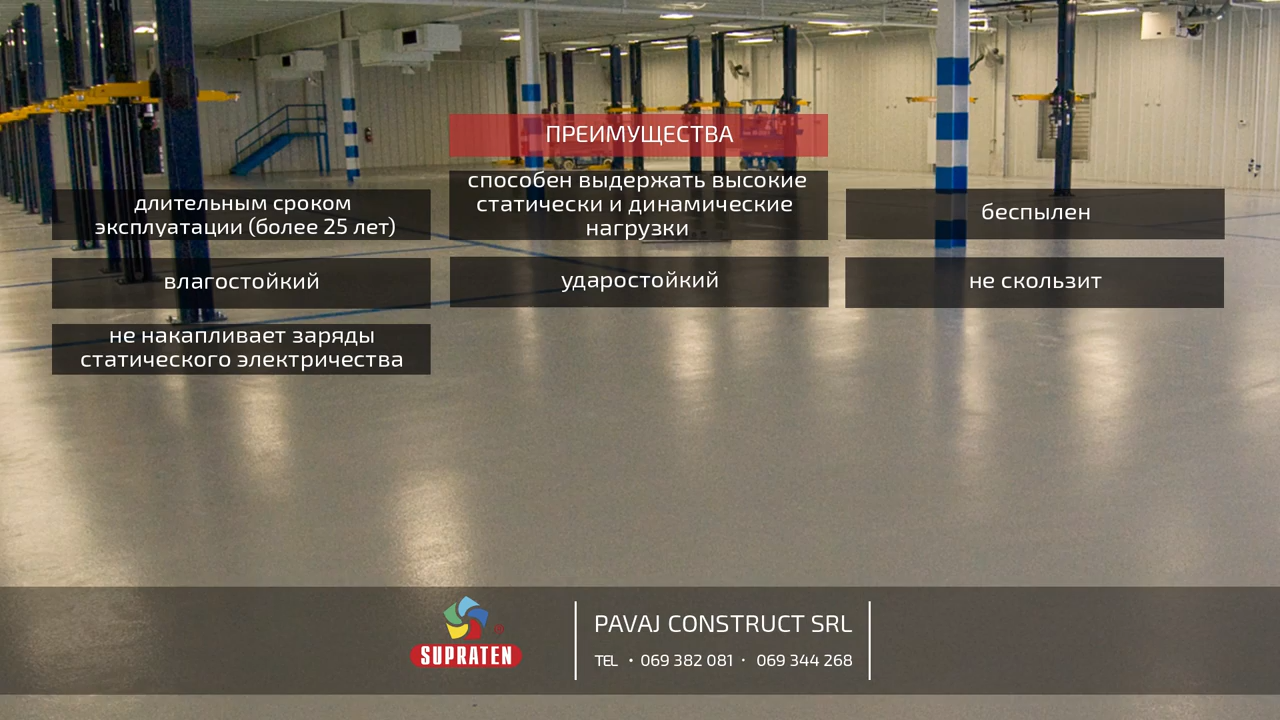 ПРЕИМУЩЕСТВА
длительным сроком
эксплуатации (более 25 лет)
способен выдержать высокие
статически и динамические
нагрузки
беспылен
влагостойкий
ударостойкий
не скользит
не накапливает заряды
статического электричества
SUPRATEN ®
PAVAJ CONSTRUCT SRL
TEL • 069 382 081 • 069 344 268